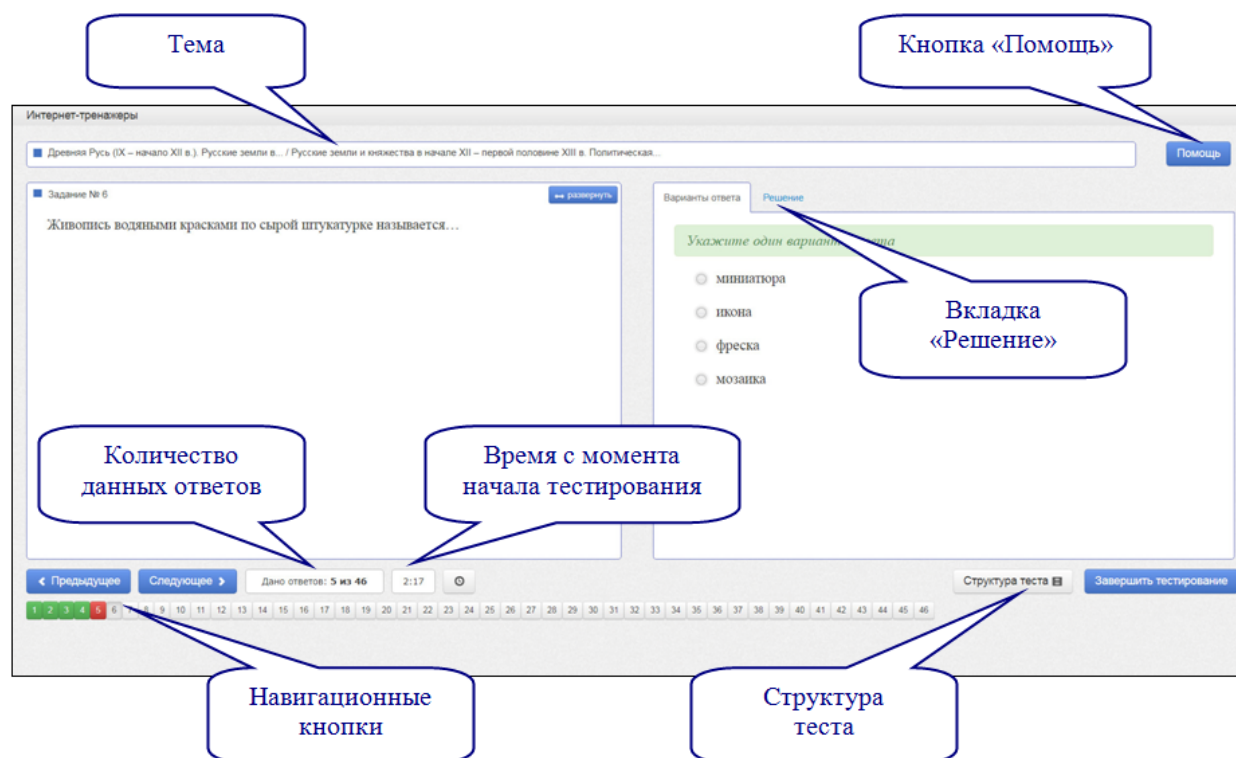 Тема
Кнопка «Помощь»
Интернет-тренажеры
Древняя Русь (IX – начало XII в.). Русские земли в... / Русские земли и княжества в начале XII – первой половине XIII в. Политическая...
Помощь
Задание № 6
развернуть
Живопись водяными красками по сырой штукатурке называется…
Варианты ответа
Решение
Укажите один вариант
миниатюра
икона
фреска
мозаика
Вкладка
«Решение»
Количество
данных ответов
Время с момента
начала тестирования
Предыдущее
Следующее
Дано ответов: 5 из 46
2:17
Структура теста
Завершить тестирование
1 2 3 4 5 6 7 8 9 10 11 12 13 14 15 16 17 18 19 20 21 22 23 24 25 26 27 28 29 30 31 32 33 34 35 36 37 38 39 40 41 42 43 44 45 46
Навигационные
кнопки
Структура
теста